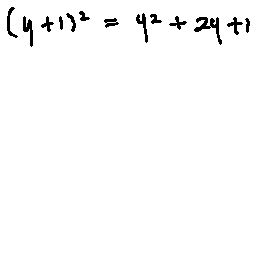 (y+1)² = y² + 2y + 1